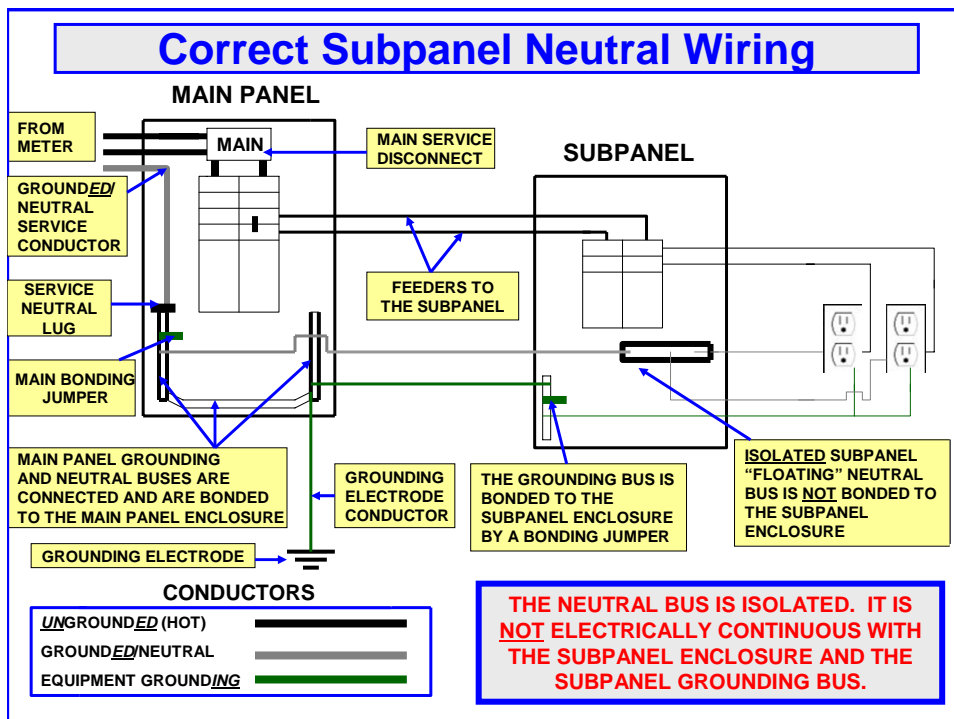 Correct Subpanel Neutral Wiring
MAIN PANEL
FROM
METER
MAIN
MAIN SERVICE
DISCONNECT
SUBPANEL
GROUNDED/
NEUTRAL
SERVICE
CONDUCTOR
FEEDERS TO
THE SUBPANEL
SERVICE
NEUTRAL
LUG
MAIN BONDING
JUMPER
MAIN PANEL GROUNDING
AND NEUTRAL BUSES ARE
CONNECTED AND ARE BONDED
TO THE MAIN PANEL ENCLOSURE
GROUNDING
ELECTRODE
CONDUCTOR
THE GROUNDING BUS IS
BONDED TO THE
SUBPANEL ENCLOSURE
BY A BONDING JUMPER
ISOLATED SUBPANEL
“FLOATING” NEUTRAL
BUS IS NOT BONDED TO
THE SUBPANEL
ENCLOSURE
GROUNDING ELECTRODE
CONDUCTORS
UNGROUNDED (HOT)
GROUNDED/NEUTRAL
EQUIPMENT GROUNDING
THE NEUTRAL BUS IS ISOLATED. IT IS
NOT ELECTRICALLY CONTINUOUS WITH
THE SUBPANEL ENCLOSURE AND THE
SUBPANEL GROUNDING BUS.